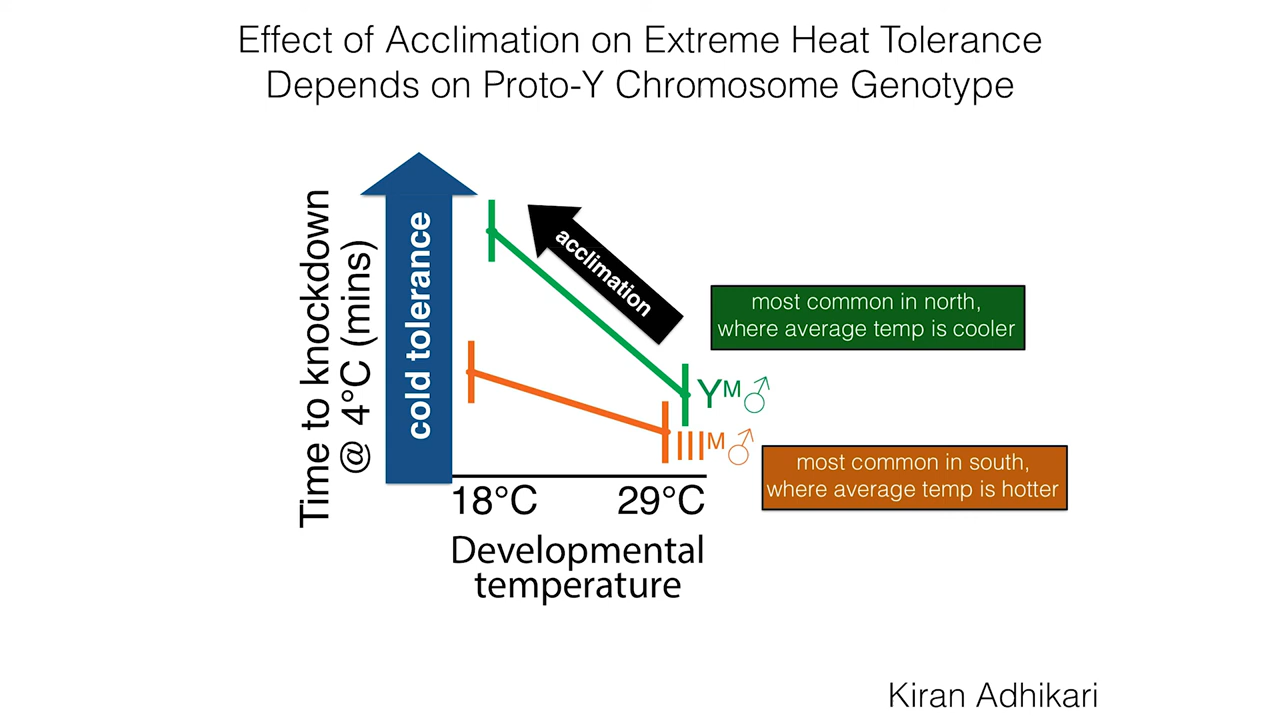 Effect of Acclimation on Extreme Heat Tolerance
Depends on Proto-Y Chromosome Genotype
Time to knockdown
@ 4°C (mins)
cold tolerance
acclimation
most common in north,
where average temp is cooler
Yᴹ♂
IIIᴹ♂
most common in south,
where average temp is hotter
18°C 29°C
Developmental
temperature
Kiran Adhikari